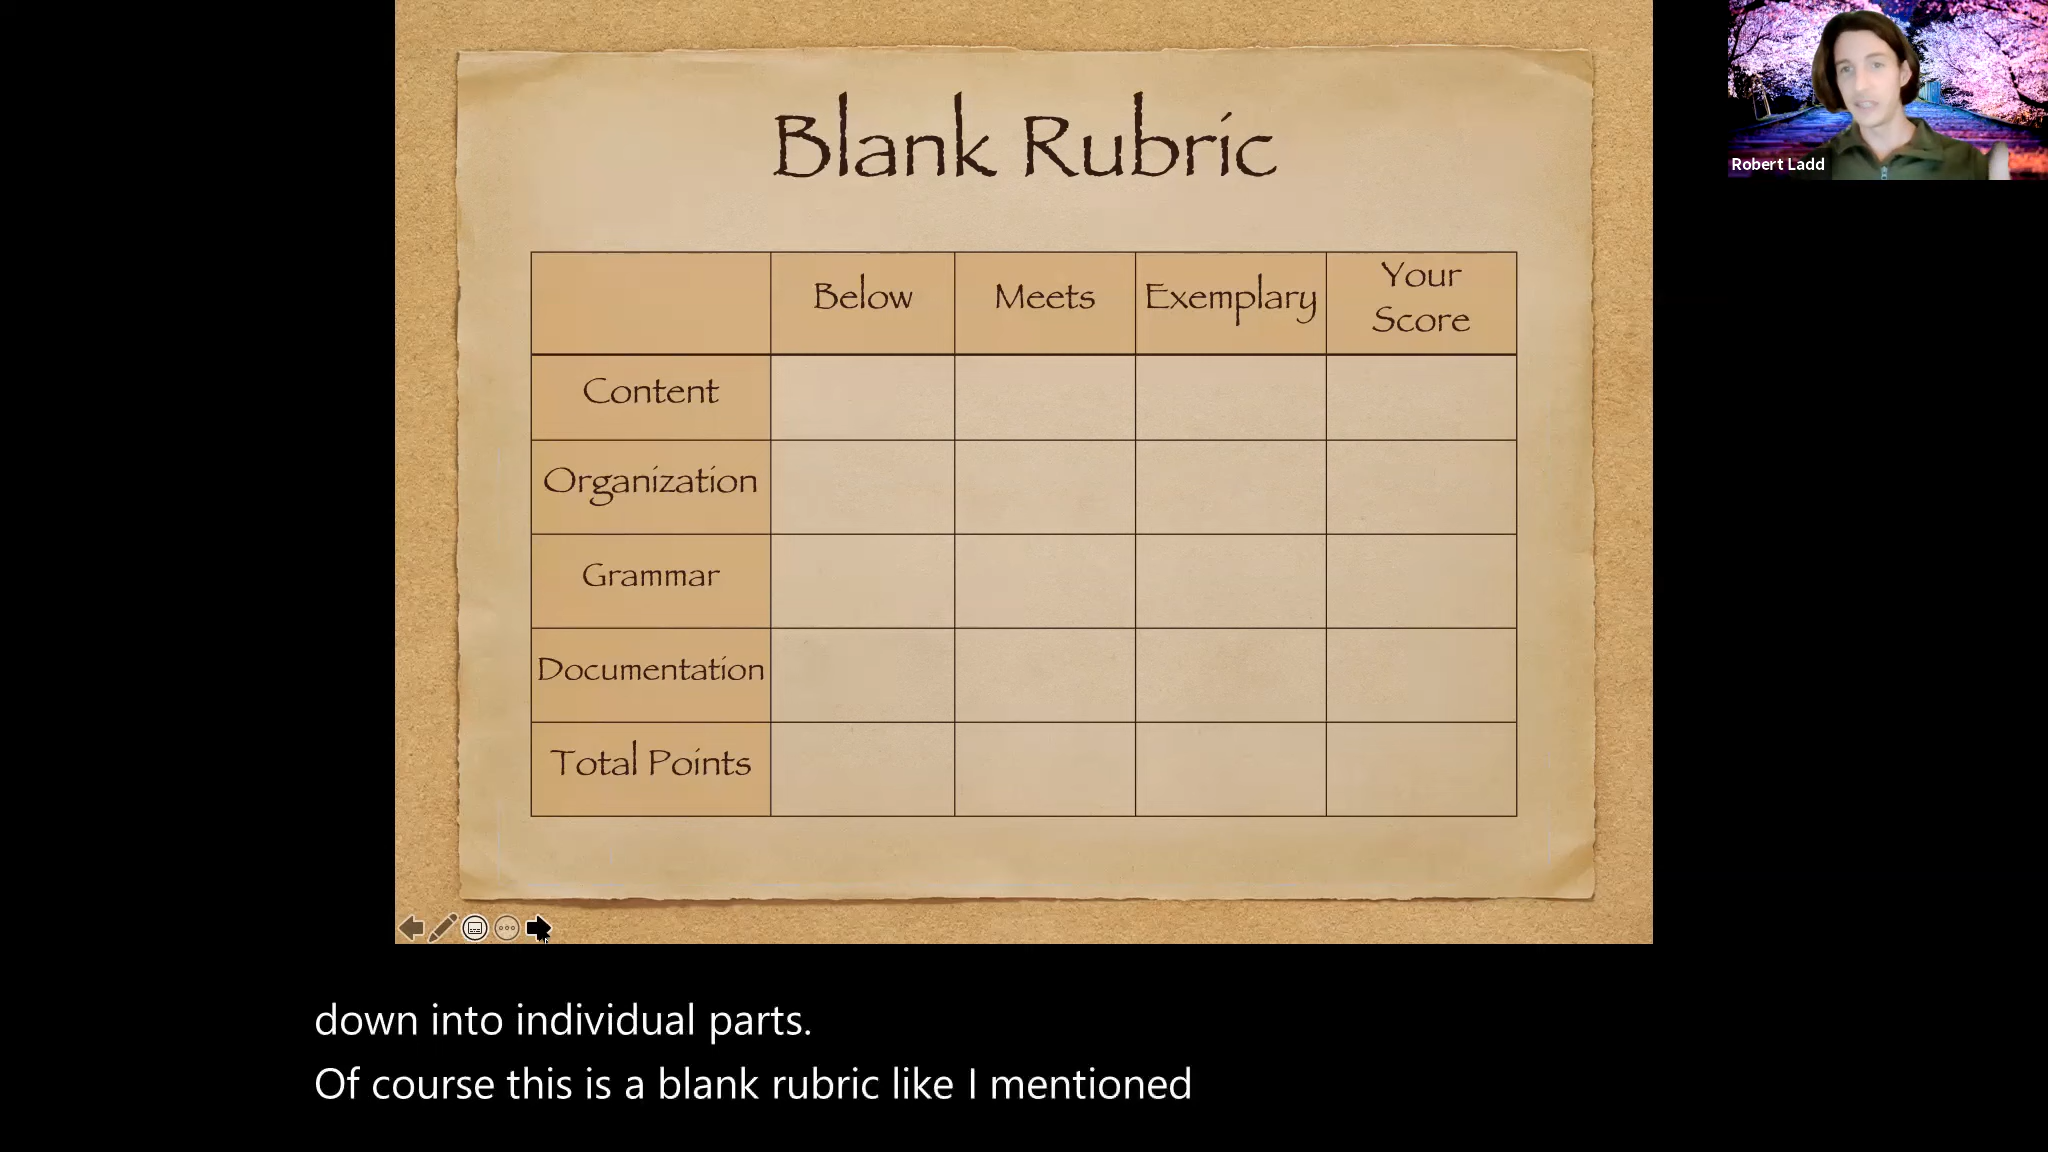 Blank Rubric
Below
Meets
Exemplary
Your
Score
Content
Organization
Grammar
Documentation
Total Points
Robert Ladd
down into individual parts.
Of course this is a blank rubric like I mentioned